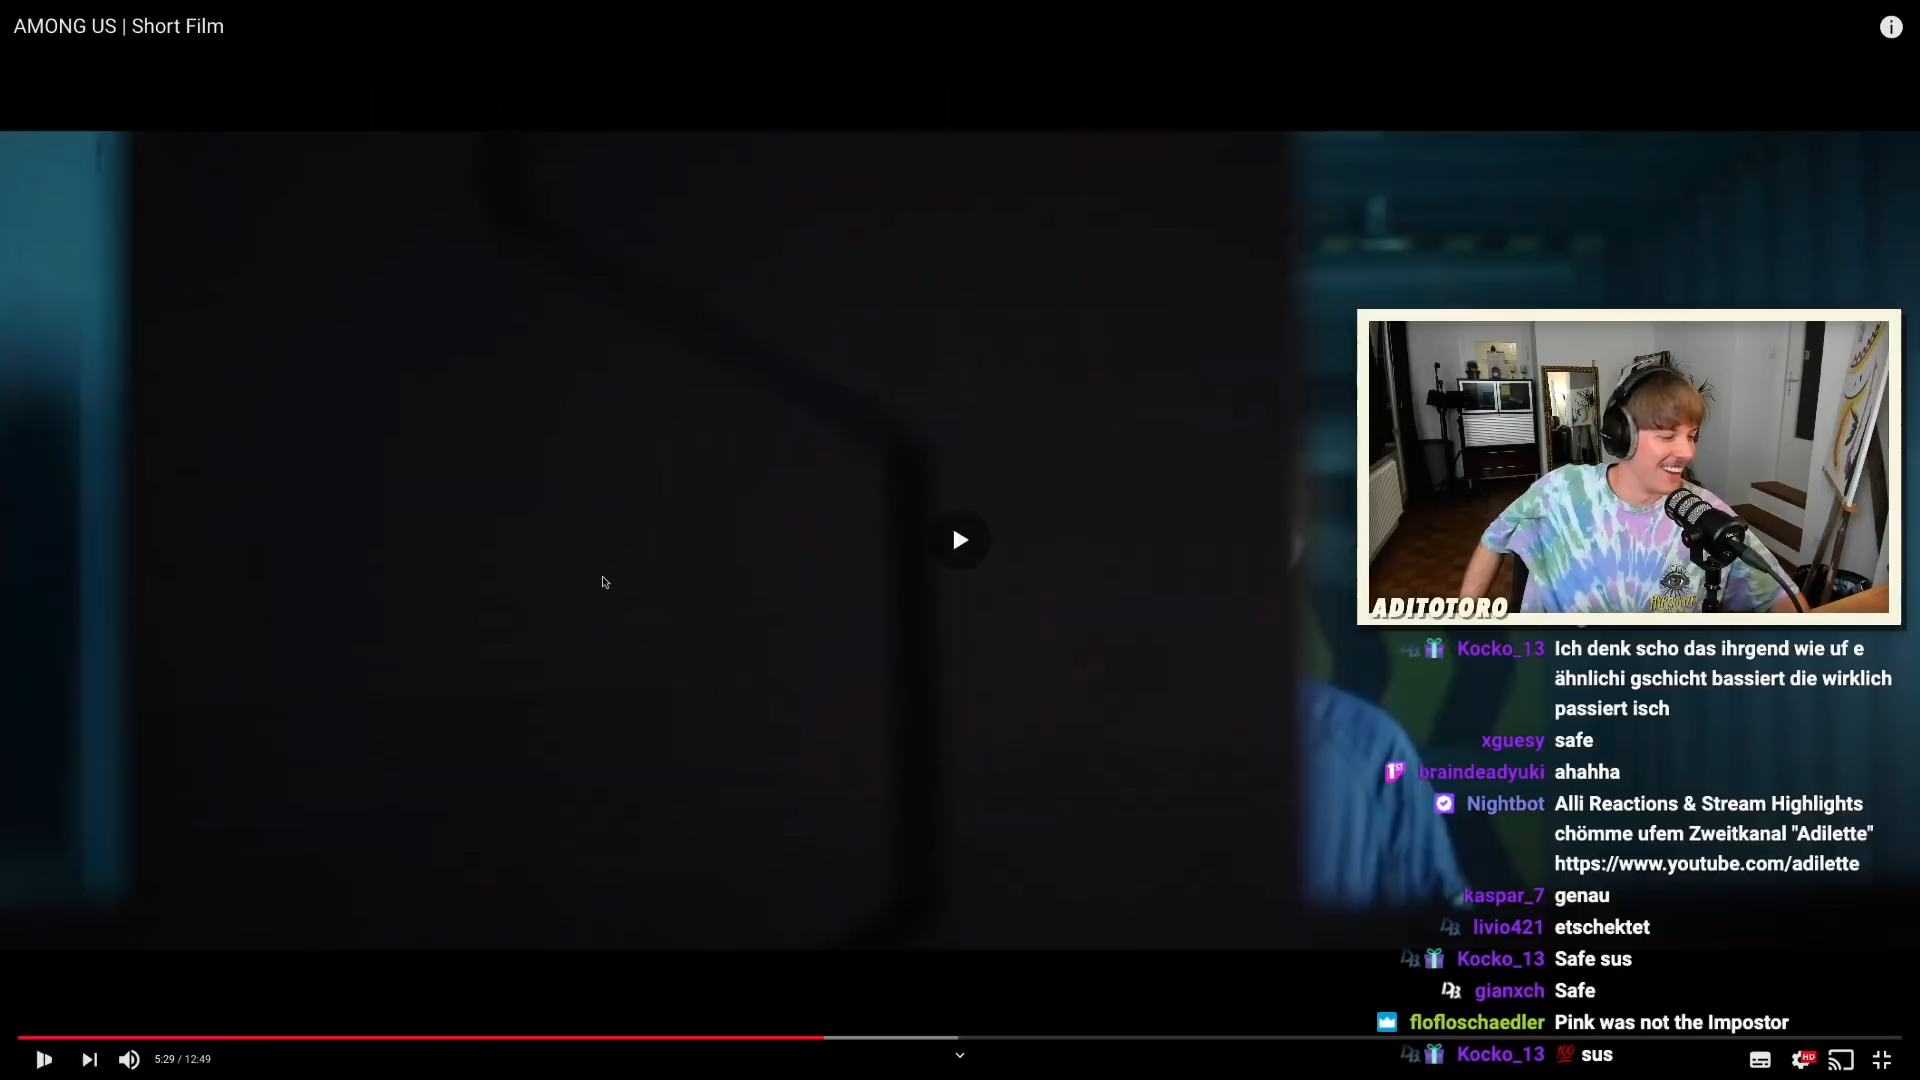 AMONG US | Short Film
ADITOTORO
Kocko_13 Ich denk scho das ihrgend wie uf e
ähnlichi gschicht bassiert die wirklich
passiert isch
xguesy safe
1ST braindeadyuki ahahha
Nightbot Alli Reactions & Stream Highlights
chömme ufem Zweitkanal "Adilette"
https://www.youtube.com/adilette
kaspar_7 genau
livio421 etschektet
Kocko_13 Safe sus
gianxch Safe
flofloschaedler Pink was not the Impostor
Kocko_13 💯 sus
5:29 / 12:49
HD